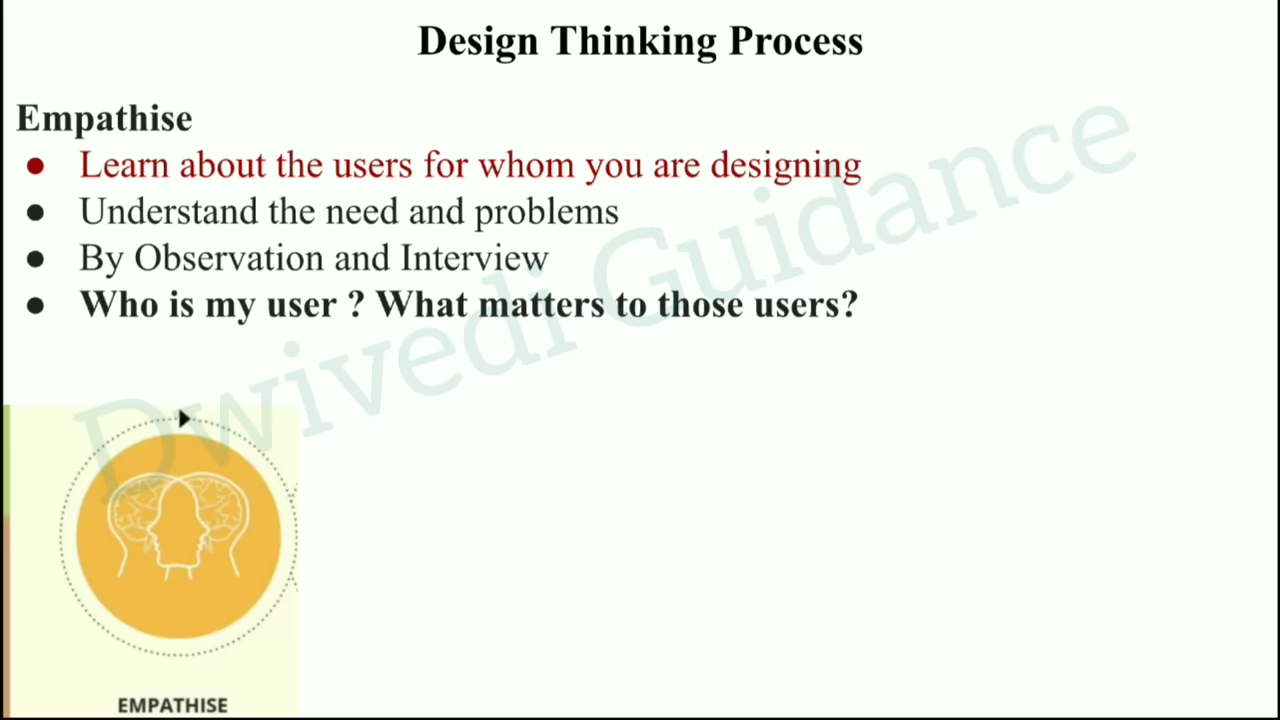 Design Thinking Process
Empathise
● Learn about the users for whom you are designing
● Understand the need and problems
● By Observation and Interview
● Who is my user ? What matters to those users?
Dwivedi Guidance
EMPATHISE